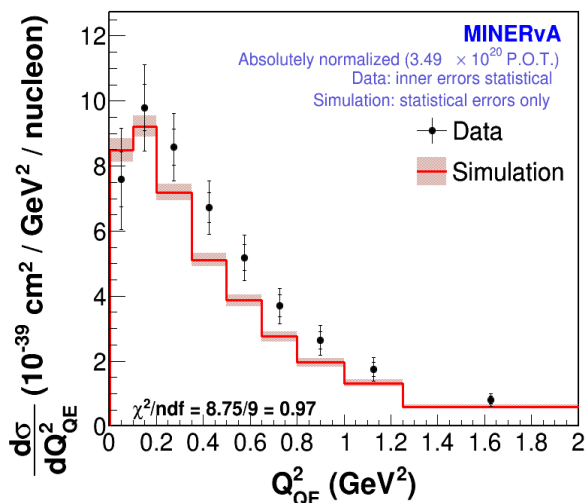 MINERvA
Absolutely normalized (3.49 × 10²⁰ P.O.T.)
Data: inner errors statistical
Simulation: statistical errors only
Data
Simulation
dσ/dQ²_QE (10⁻³⁹ cm² / GeV² / nucleon)
12
10
8
6
4
2
0
χ²/ndf = 8.75/9 = 0.97
0 0.2 0.4 0.6 0.8 1 1.2 1.4 1.6 1.8 2
Q²_QE (GeV²)